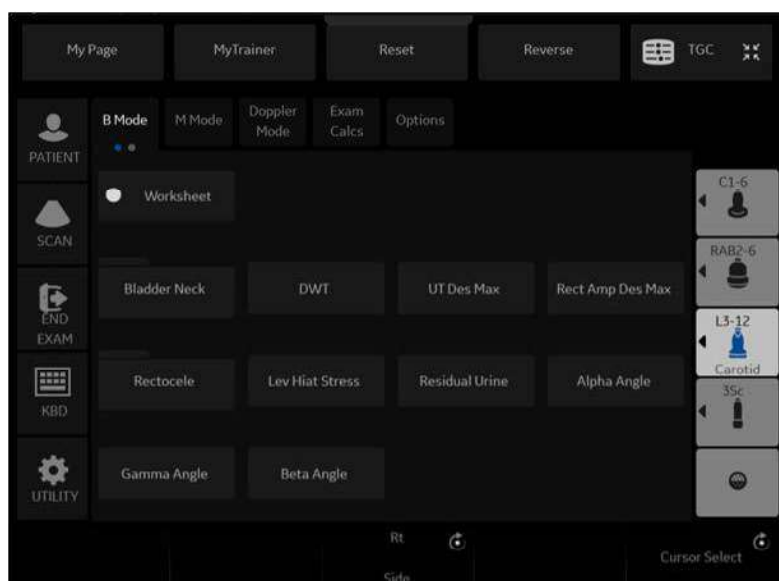 My Page
MyTrainer
Reset
Reverse
TGC
B Mode
M Mode
Doppler
Mode
Exam
Calcs
Options
PATIENT
SCAN
END
EXAM
KBD
UTILITY
Worksheet
Bladder Neck
DWT
UT Des Max
Rect Amp Des Max
Rectocele
Lev Hiat Stress
Residual Urine
Alpha Angle
Gamma Angle
Beta Angle
C1-6
RAB2-6
L3-12
Carotid
3Sc
Rt
Side
Cursor Select